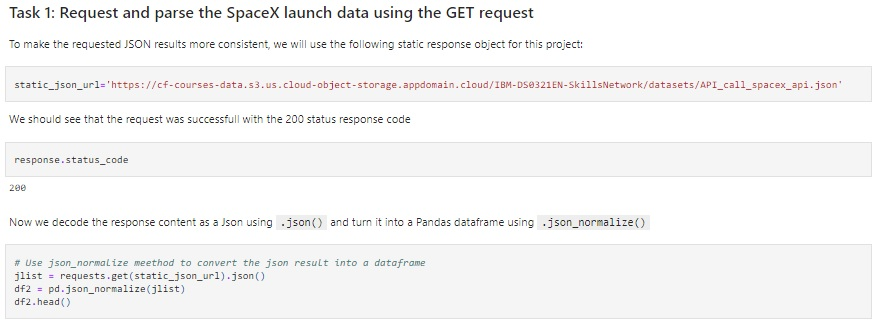 Task 1: Request and parse the SpaceX launch data using the GET request
To make the requested JSON results more consistent, we will use the following static response object for this project:
static_json_url='https://cf-courses-data.s3.us.cloud-object-storage.appdomain.cloud/IBM-DS0321EN-SkillsNetwork/datasets/API_call_spacex_api.json'
We should see that the request was successfull with the 200 status response code
response.status_code
200
Now we decode the response content as a Json using .json() and turn it into a Pandas dataframe using .json_normalize()
# Use json_normalize meethod to convert the json result into a dataframe
jlist = requests.get(static_json_url).json()
df2 = pd.json_normalize(jlist)
df2.head()